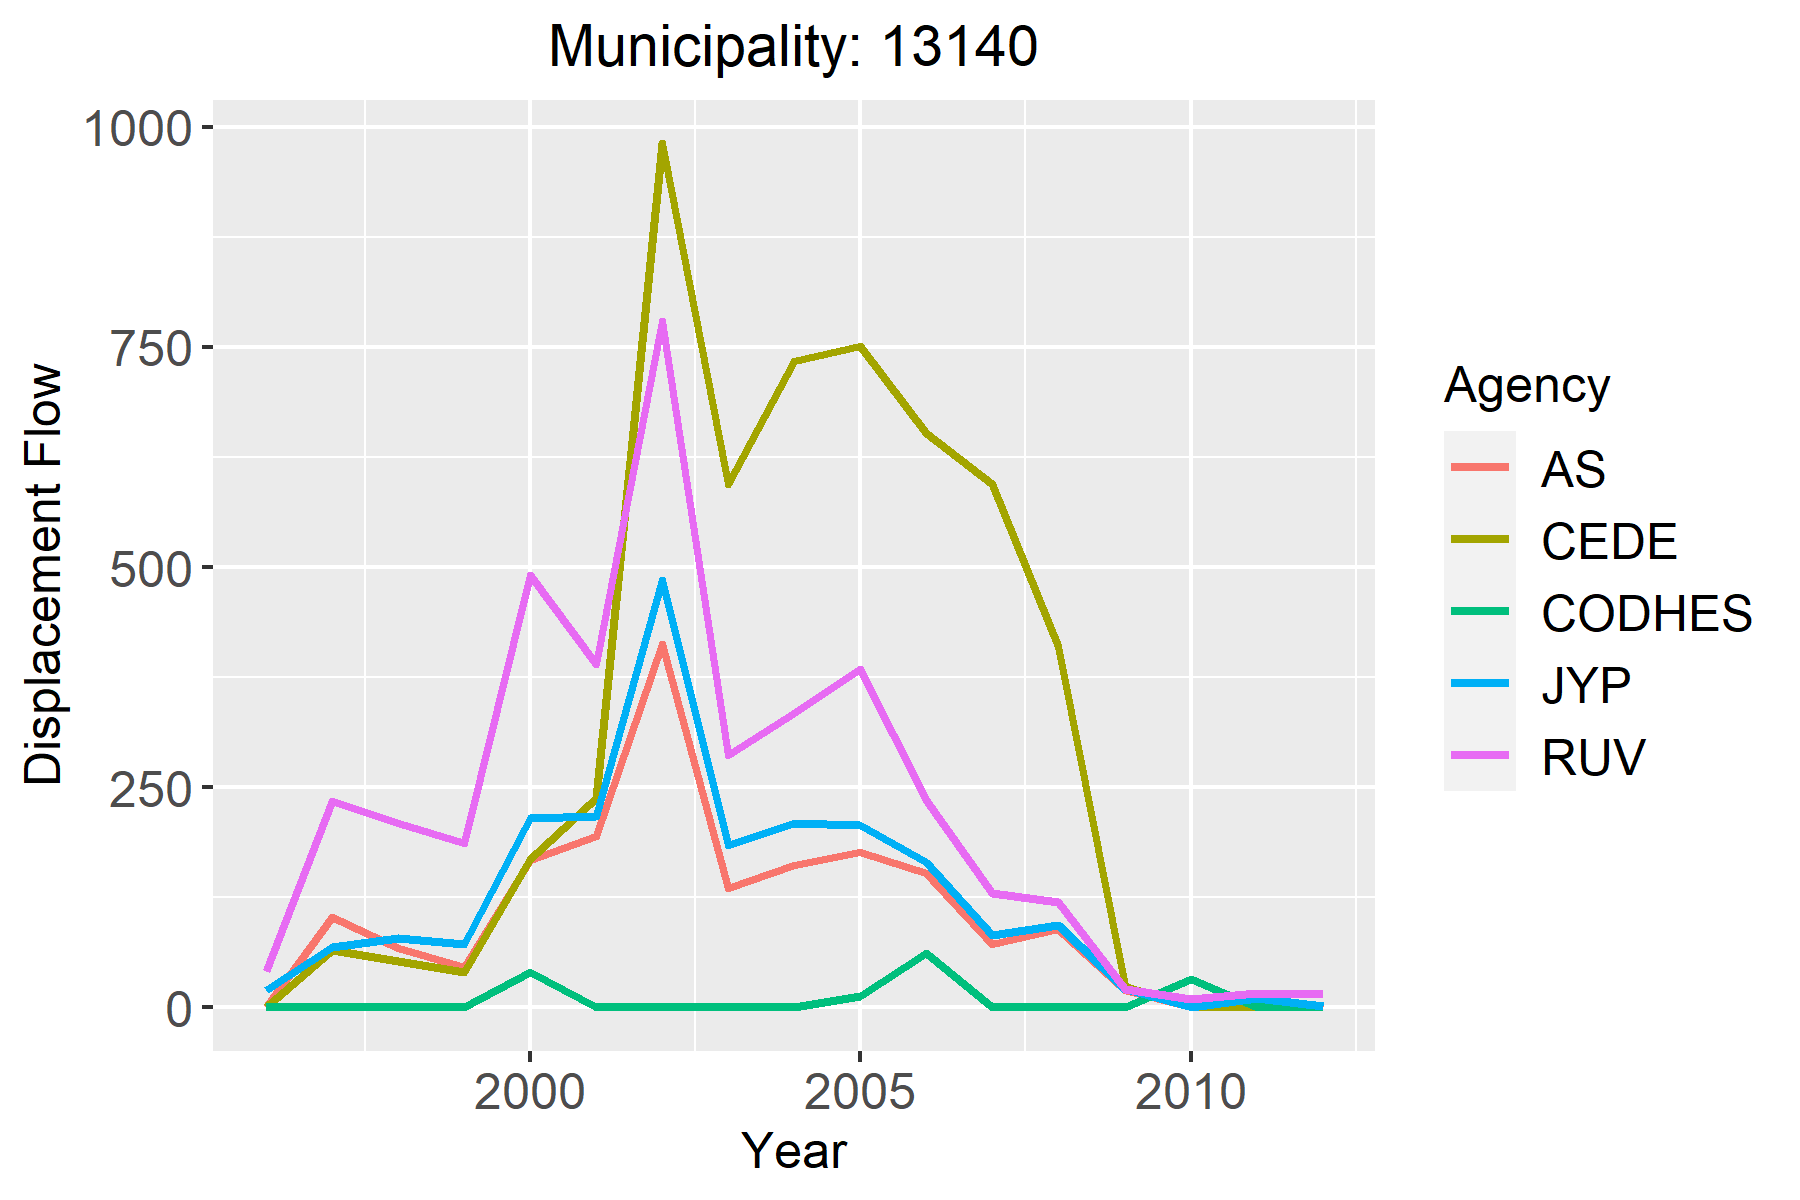 Municipality: 13140
1000
750
500
250
0
Displacement Flow
2000
2005
2010
Year
Agency
AS
CEDE
CODHES
JYP
RUV